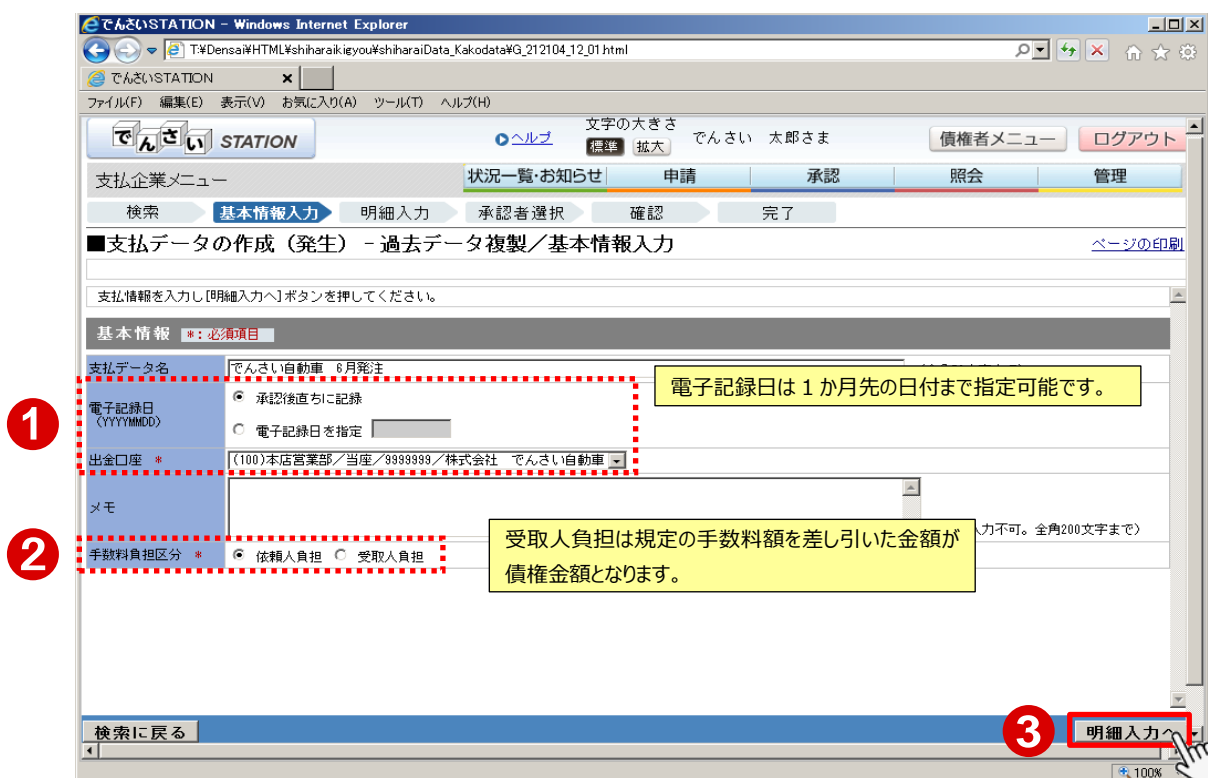 でんさいSTATION - Windows Internet Explorer
T:¥Densai¥HTML¥shiharaikigyou¥shiharaiData_Kakodata¥G_212104_12_01.html
でんさいSTATION
ファイル(F) 編集(E) 表示(V) お気に入り(A) ツール(T) ヘルプ(H)
でんさい STATION
ヘルプ
文字の大きさ
標準 拡大
でんさい 太郎さま
債権者メニュー
ログアウト
支払企業メニュー
状況一覧・お知らせ 申請 承認 照会 管理
検索 基本情報入力 明細入力 承認者選択 確認 完了
■支払データの作成(発生) -過去データ複製/基本情報入力
ページの印刷
支払情報を入力し[明細入力へ]ボタンを押してください。
基本情報 *:必須項目
支払データ名 でんさい自動車 6月発注
電子記録日は1か月先の日付まで指定可能です。
1
電子記録日
(YYYYMMDD)
承認後直ちに記録
電子記録日を指定
出金口座 * (100)本店営業部/当座/9999999/株式会社 でんさい自動車
メモ
力不可。全角200文字まで)
2
手数料負担区分 * 依頼人負担 受取人負担
受取人負担は規定の手数料額を差し引いた金額が
債権金額となります。
検索に戻る
3
明細入力へ
100%